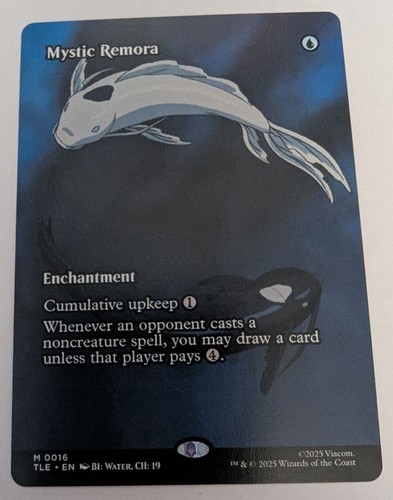 Mystic Remora
Enchantment
Cumulative upkeep 1
Whenever an opponent casts a
noncreature spell, you may draw a card
unless that player pays 4.
M 0016
TLE • EN BI: WATER, CH: 19
©2025 Viacom.
™ & © 2025 Wizards of the Coast